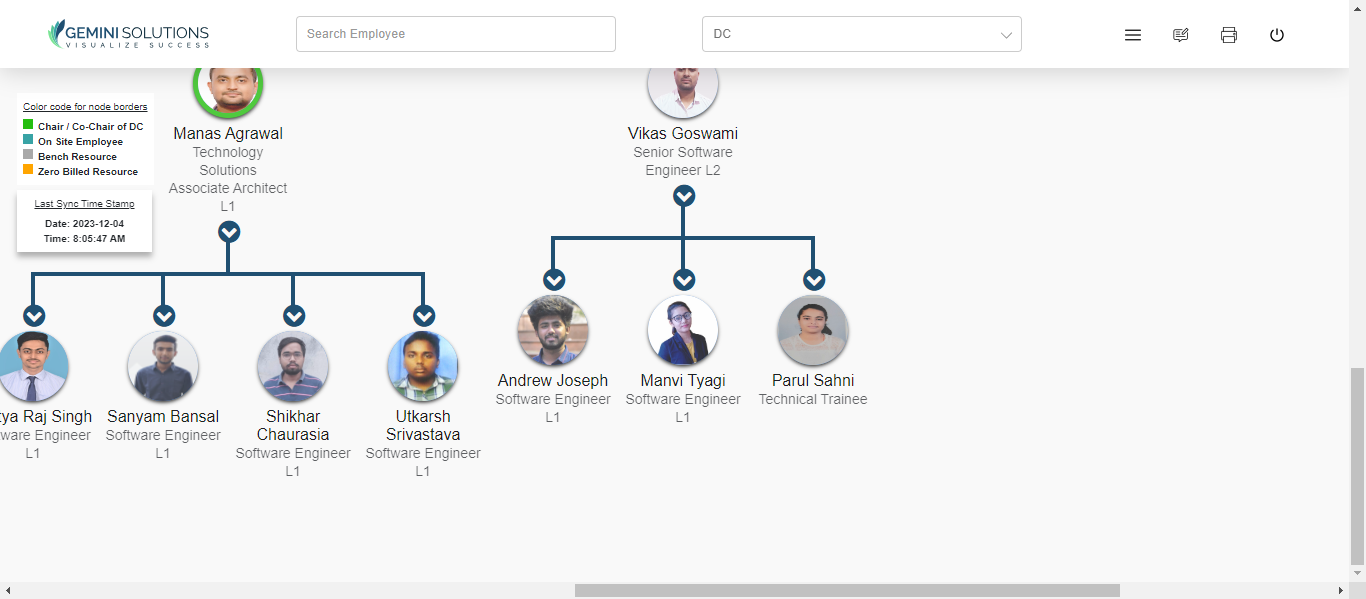 GEMINI SOLUTIONS
VISUALIZE SUCCESS
Search Employee
DC
Color code for node borders
Chair / Co-Chair of DC
On Site Employee
Bench Resource
Zero Billed Resource
Last Sync Time Stamp
Date: 2023-12-04
Time: 8:05:47 AM
Manas Agrawal
Technology
Solutions
Associate Architect
L1
Vikas Goswami
Senior Software
Engineer L2
Raj Singh
Engineer
L1
Sanyam Bansal
Software Engineer
L1
Shikhar
Chaurasia
Software Engineer
L1
Utkarsh
Srivastava
Software Engineer
L1
Andrew Joseph
Software Engineer
L1
Manvi Tyagi
Software Engineer
L1
Parul Sahni
Technical Trainee